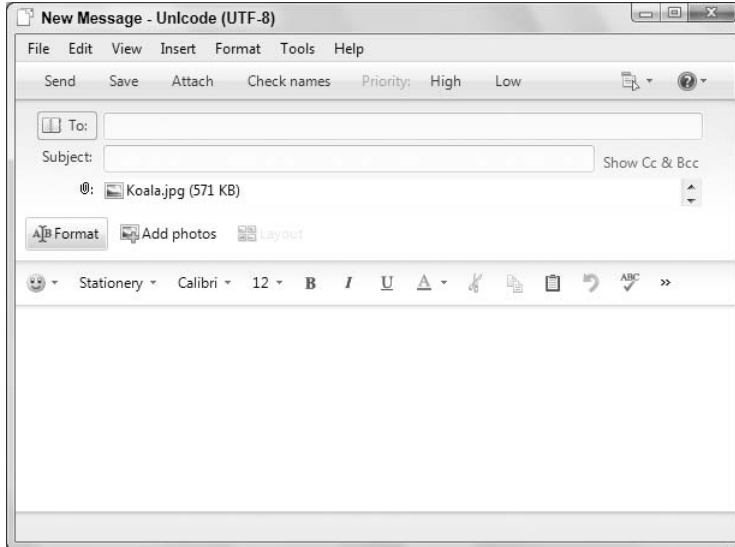 New Message - Unlcode (UTF-8)
File Edit View Insert Format Tools Help
Send Save Attach Check names Priority: High Low
To:
Subject: Show Cc & Bcc
Koala.jpg (571 KB)
A B Format Add photos Layout
Stationery Calibri 12 B I U A ABC »